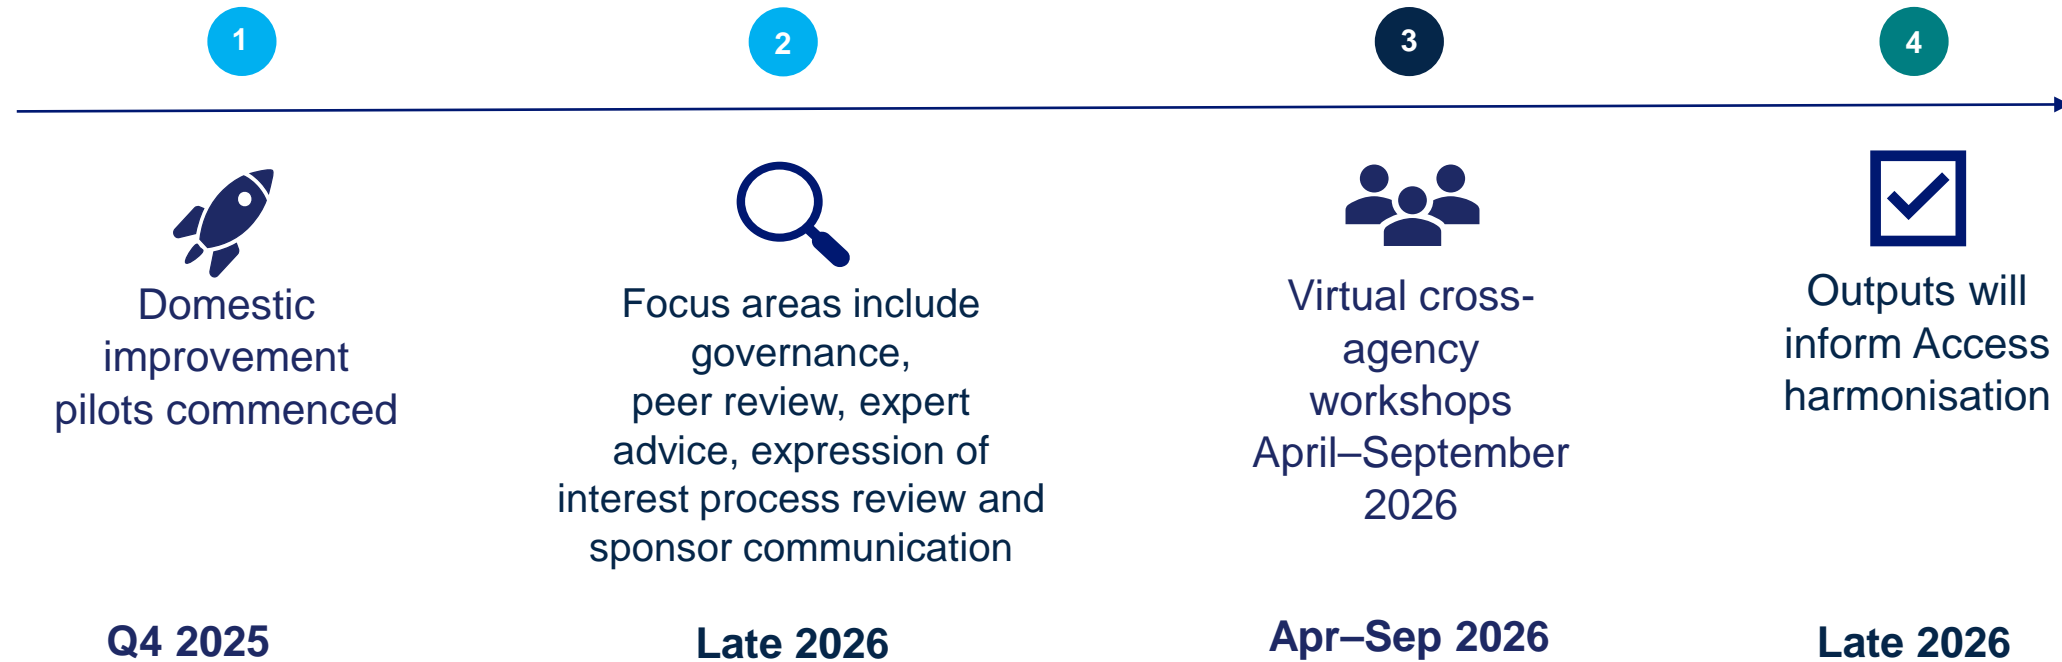 1
2
3
4
Domestic
improvement
pilots commenced
Focus areas include
governance,
peer review, expert
advice, expression of
interest process review and
sponsor communication
Virtual cross-
agency
workshops
April–September
2026
Outputs will
inform Access
harmonisation
Q4 2025
Late 2026
Apr–Sep 2026
Late 2026